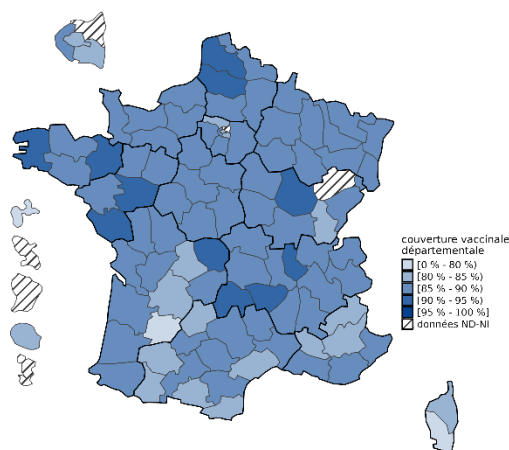 couverture vaccinale
départementale
[0 % - 80 %)
[80 % - 85 %)
[85 % - 90 %)
[90 % - 95 %)
[95 % - 100 %]
données ND-NI